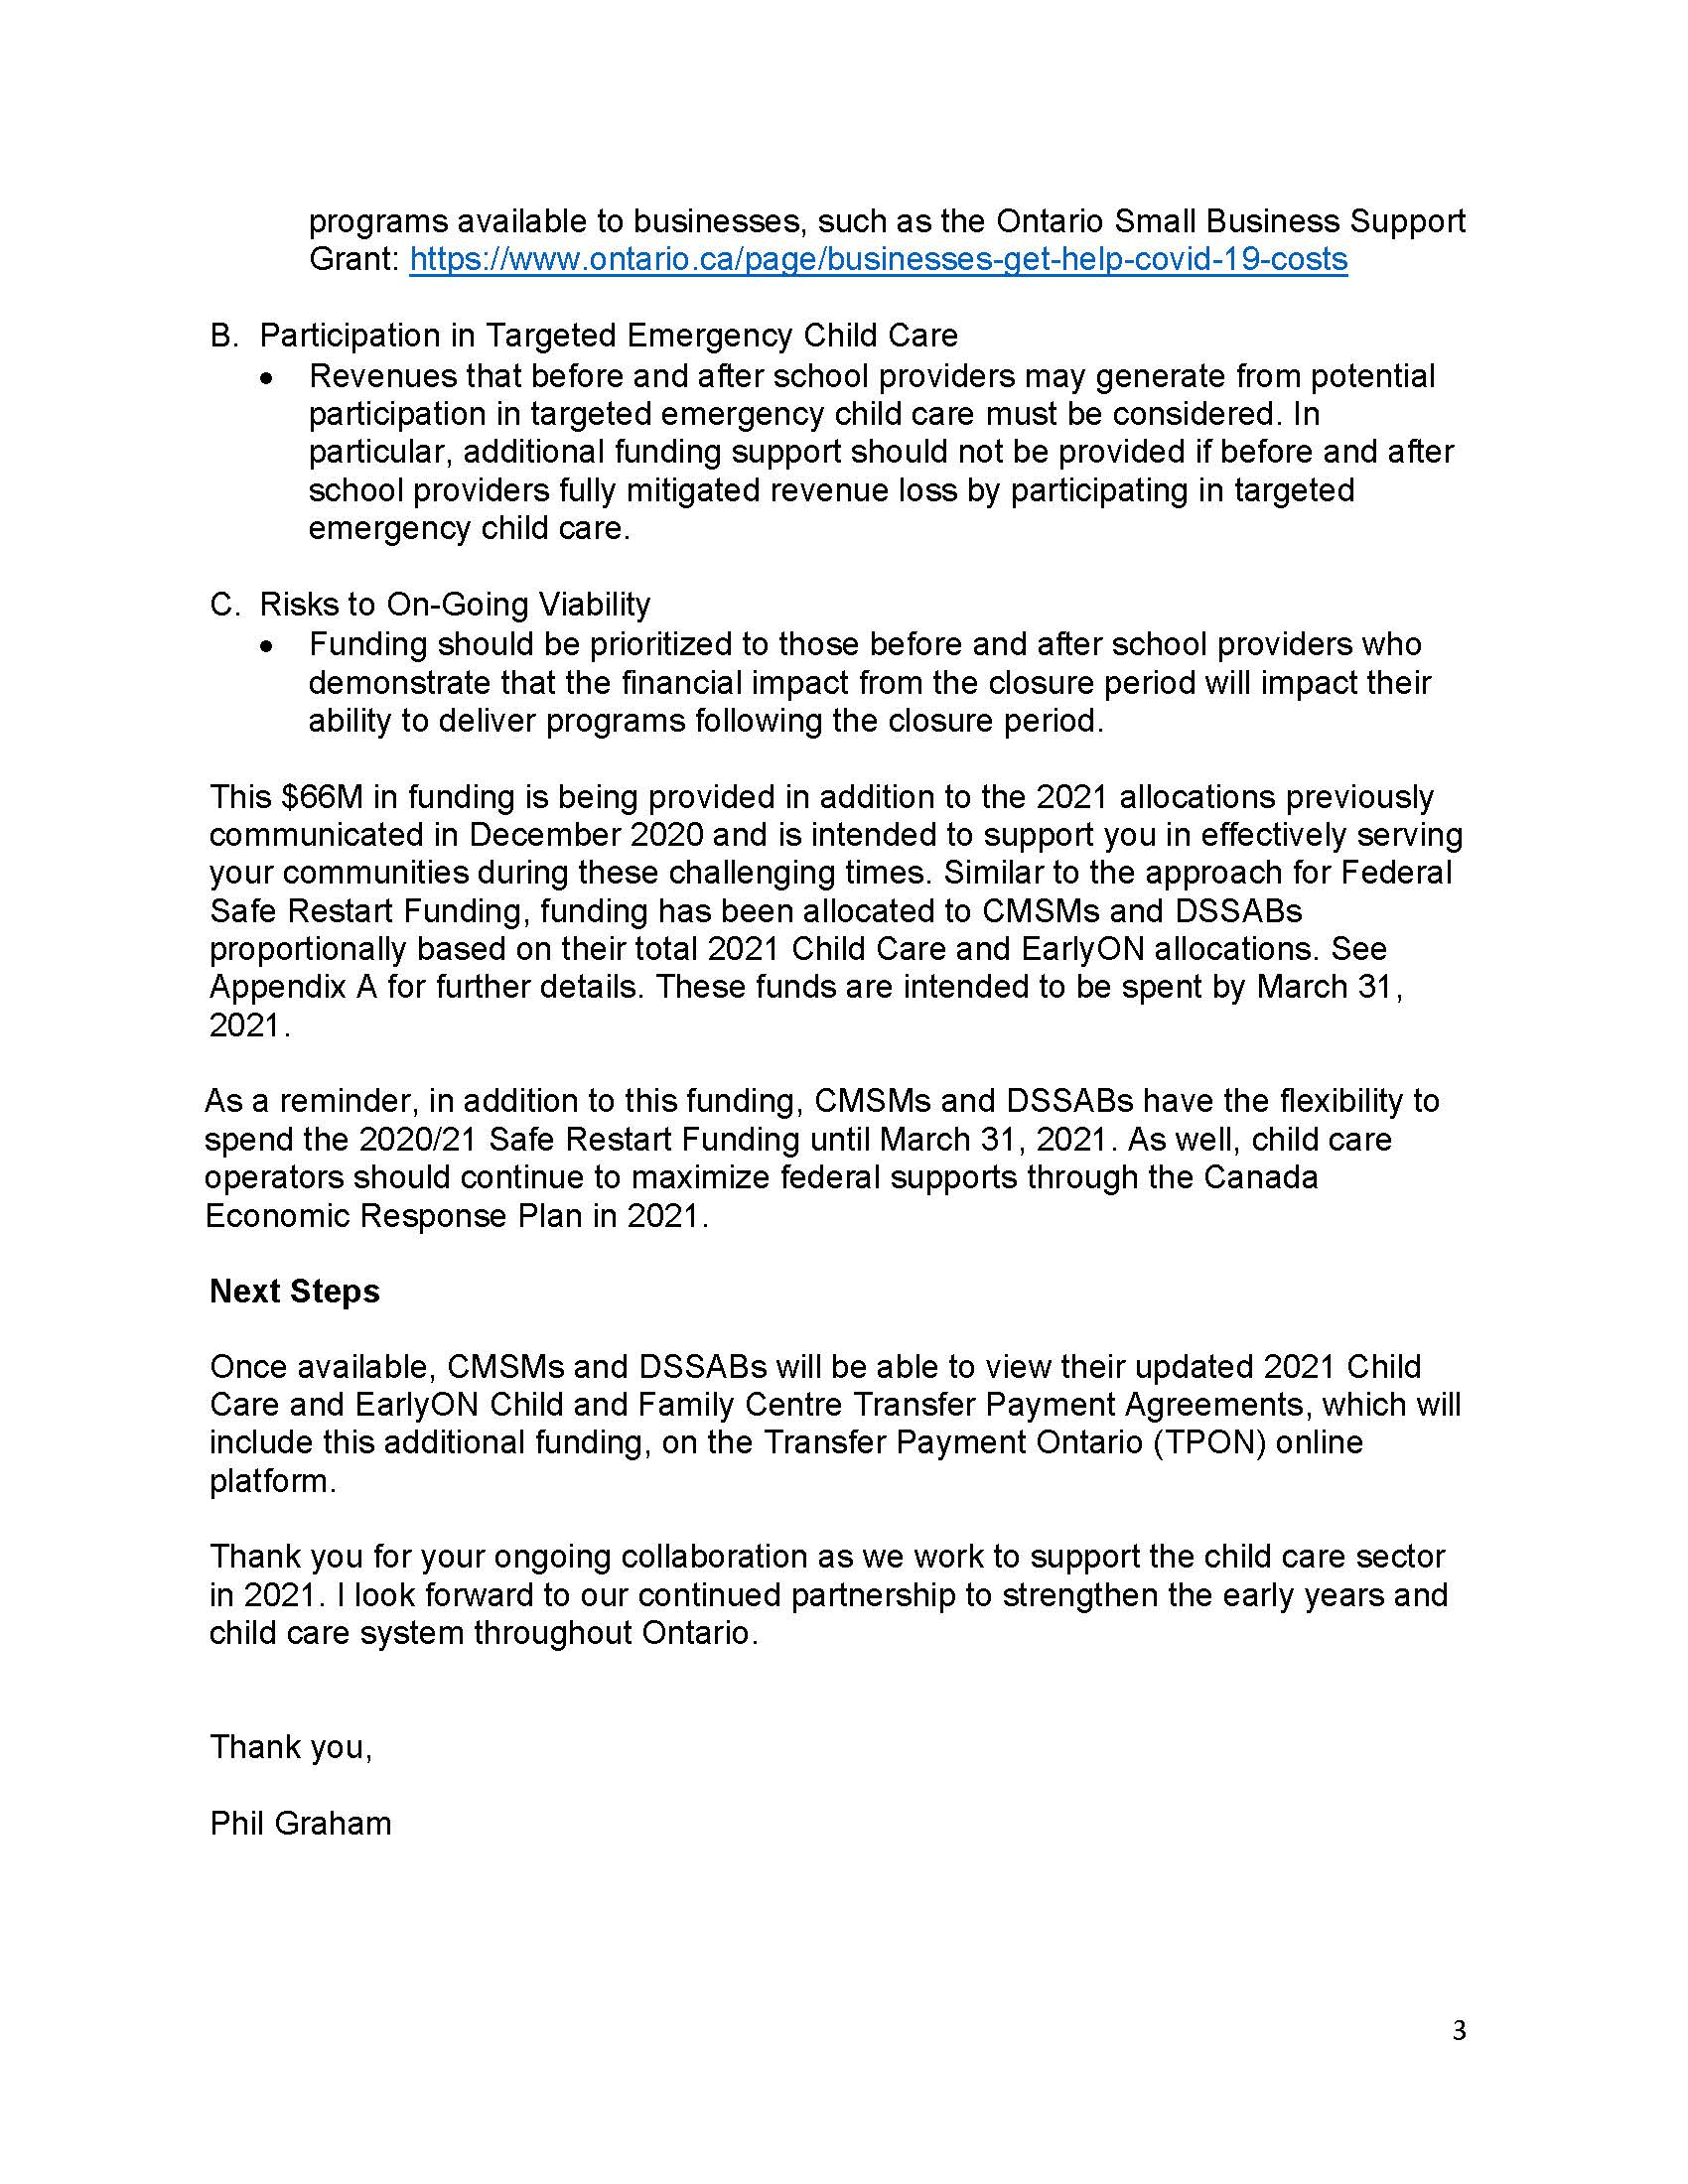 programs available to businesses, such as the Ontario Small Business Support
Grant: https://www.ontario.ca/page/businesses-get-help-covid-19-costs
B. Participation in Targeted Emergency Child Care
• Revenues that before and after school providers may generate from potential
participation in targeted emergency child care must be considered. In
particular, additional funding support should not be provided if before and after
school providers fully mitigated revenue loss by participating in targeted
emergency child care.
C. Risks to On-Going Viability
• Funding should be prioritized to those before and after school providers who
demonstrate that the financial impact from the closure period will impact their
ability to deliver programs following the closure period.
This $66M in funding is being provided in addition to the 2021 allocations previously
communicated in December 2020 and is intended to support you in effectively serving
your communities during these challenging times. Similar to the approach for Federal
Safe Restart Funding, funding has been allocated to CMSMs and DSSABs
proportionally based on their total 2021 Child Care and EarlyON allocations. See
Appendix A for further details. These funds are intended to be spent by March 31,
2021.
As a reminder, in addition to this funding, CMSMs and DSSABs have the flexibility to
spend the 2020/21 Safe Restart Funding until March 31, 2021. As well, child care
operators should continue to maximize federal supports through the Canada
Economic Response Plan in 2021.
Next Steps
Once available, CMSMs and DSSABs will be able to view their updated 2021 Child
Care and EarlyON Child and Family Centre Transfer Payment Agreements, which will
include this additional funding, on the Transfer Payment Ontario (TPON) online
platform.
Thank you for your ongoing collaboration as we work to support the child care sector
in 2021. I look forward to our continued partnership to strengthen the early years and
child care system throughout Ontario.
Thank you,
Phil Graham
3